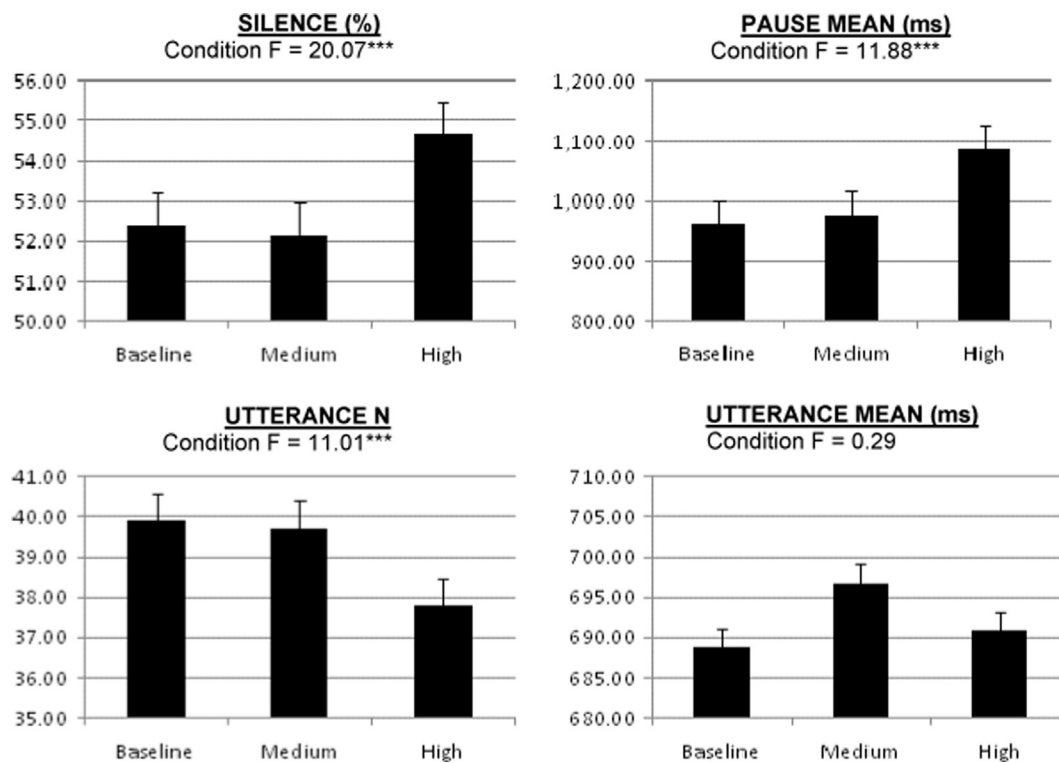 SILENCE (%)
Condition F = 20.07***
56.00
55.00
54.00
53.00
52.00
51.00
50.00
Baseline Medium High
PAUSE MEAN (ms)
Condition F = 11.88***
1,200.00
1,100.00
1,000.00
900.00
800.00
Baseline Medium High
UTTERANCE N
Condition F = 11.01***
41.00
40.00
39.00
38.00
37.00
36.00
35.00
Baseline Medium High
UTTERANCE MEAN (ms)
Condition F = 0.29
710.00
705.00
700.00
695.00
690.00
685.00
680.00
Baseline Medium High